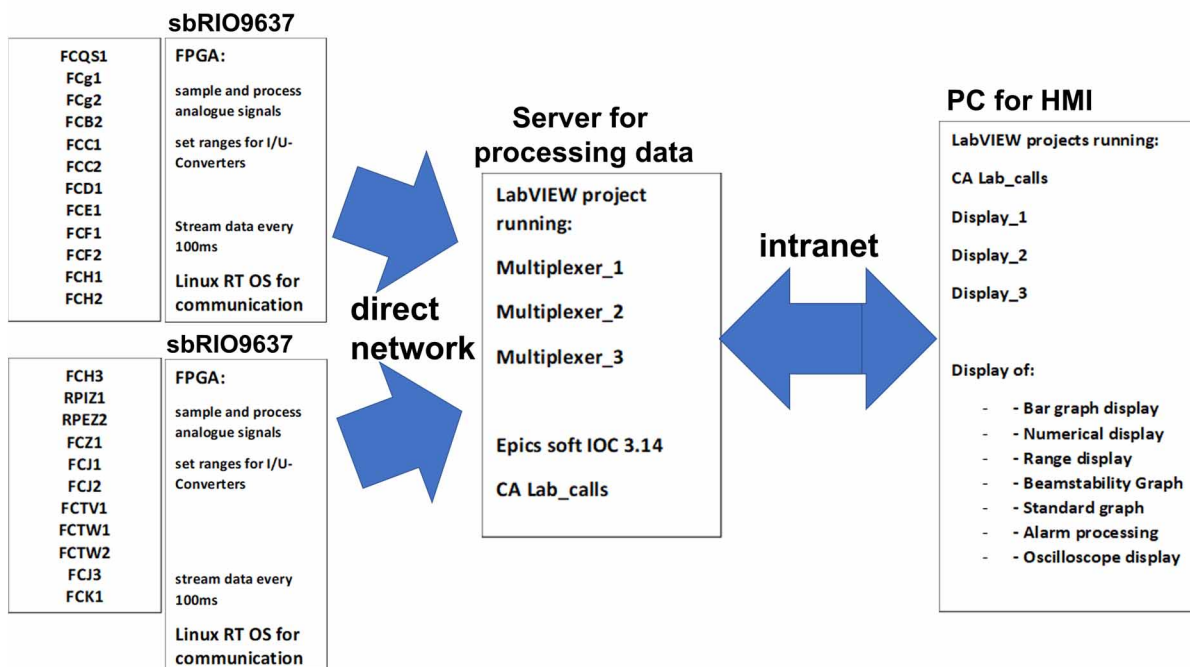 sbRIO9637
FCQS1
FCg1
FCg2
FCB2
FCC1
FCC2
FCD1
FCE1
FCF1
FCF2
FCH1
FCH2
FPGA:
sample and process
analogue signals
set ranges for I/U-
Converters
Stream data every
100ms
Linux RT OS for
communication
sbRIO9637
FCH3
RPIZ1
RPEZ2
FCZ1
FCJ1
FCJ2
FCTV1
FCTW1
FCTW2
FCJ3
FCK1
FPGA:
sample and process
analogue signals
set ranges for I/U-
Converters
stream data every
100ms
Linux RT OS for
communication
direct
network
Server for
processing data
LabVIEW project
running:
Multiplexer_1
Multiplexer_2
Multiplexer_3
Epics soft IOC 3.14
CA Lab_calls
intranet
PC for HMI
LabVIEW projects running:
CA Lab_calls
Display_1
Display_2
Display_3
Display of:
- - Bar graph display
- - Numerical display
- - Range display
- - Beamstability Graph
- - Standard graph
- - Alarm processing
- - Oscilloscope display